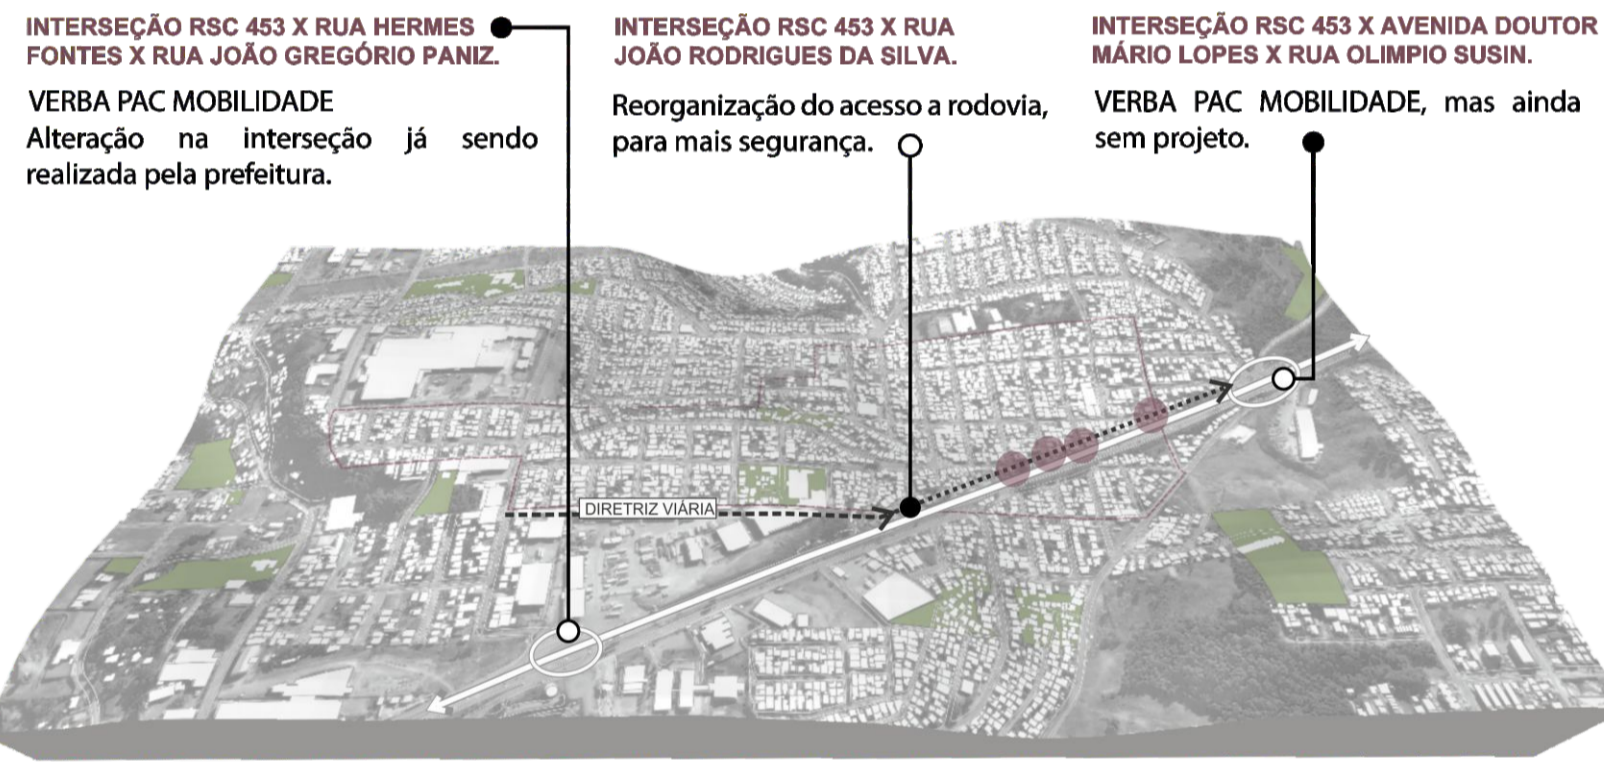 INTERSEÇÃO RSC 453 X RUA HERMES
FONTES X RUA JOÃO GREGÓRIO PANIZ.
VERBA PAC MOBILIDADE
Alteração na interseção já sendo
realizada pela prefeitura.
INTERSEÇÃO RSC 453 X RUA
JOÃO RODRIGUES DA SILVA.
Reorganização do acesso a rodovia,
para mais segurança.
INTERSEÇÃO RSC 453 X AVENIDA DOUTOR
MÁRIO LOPES X RUA OLIMPIO SUSIN.
VERBA PAC MOBILIDADE, mas ainda
sem projeto.
DIRETRIZ VIÁRIA